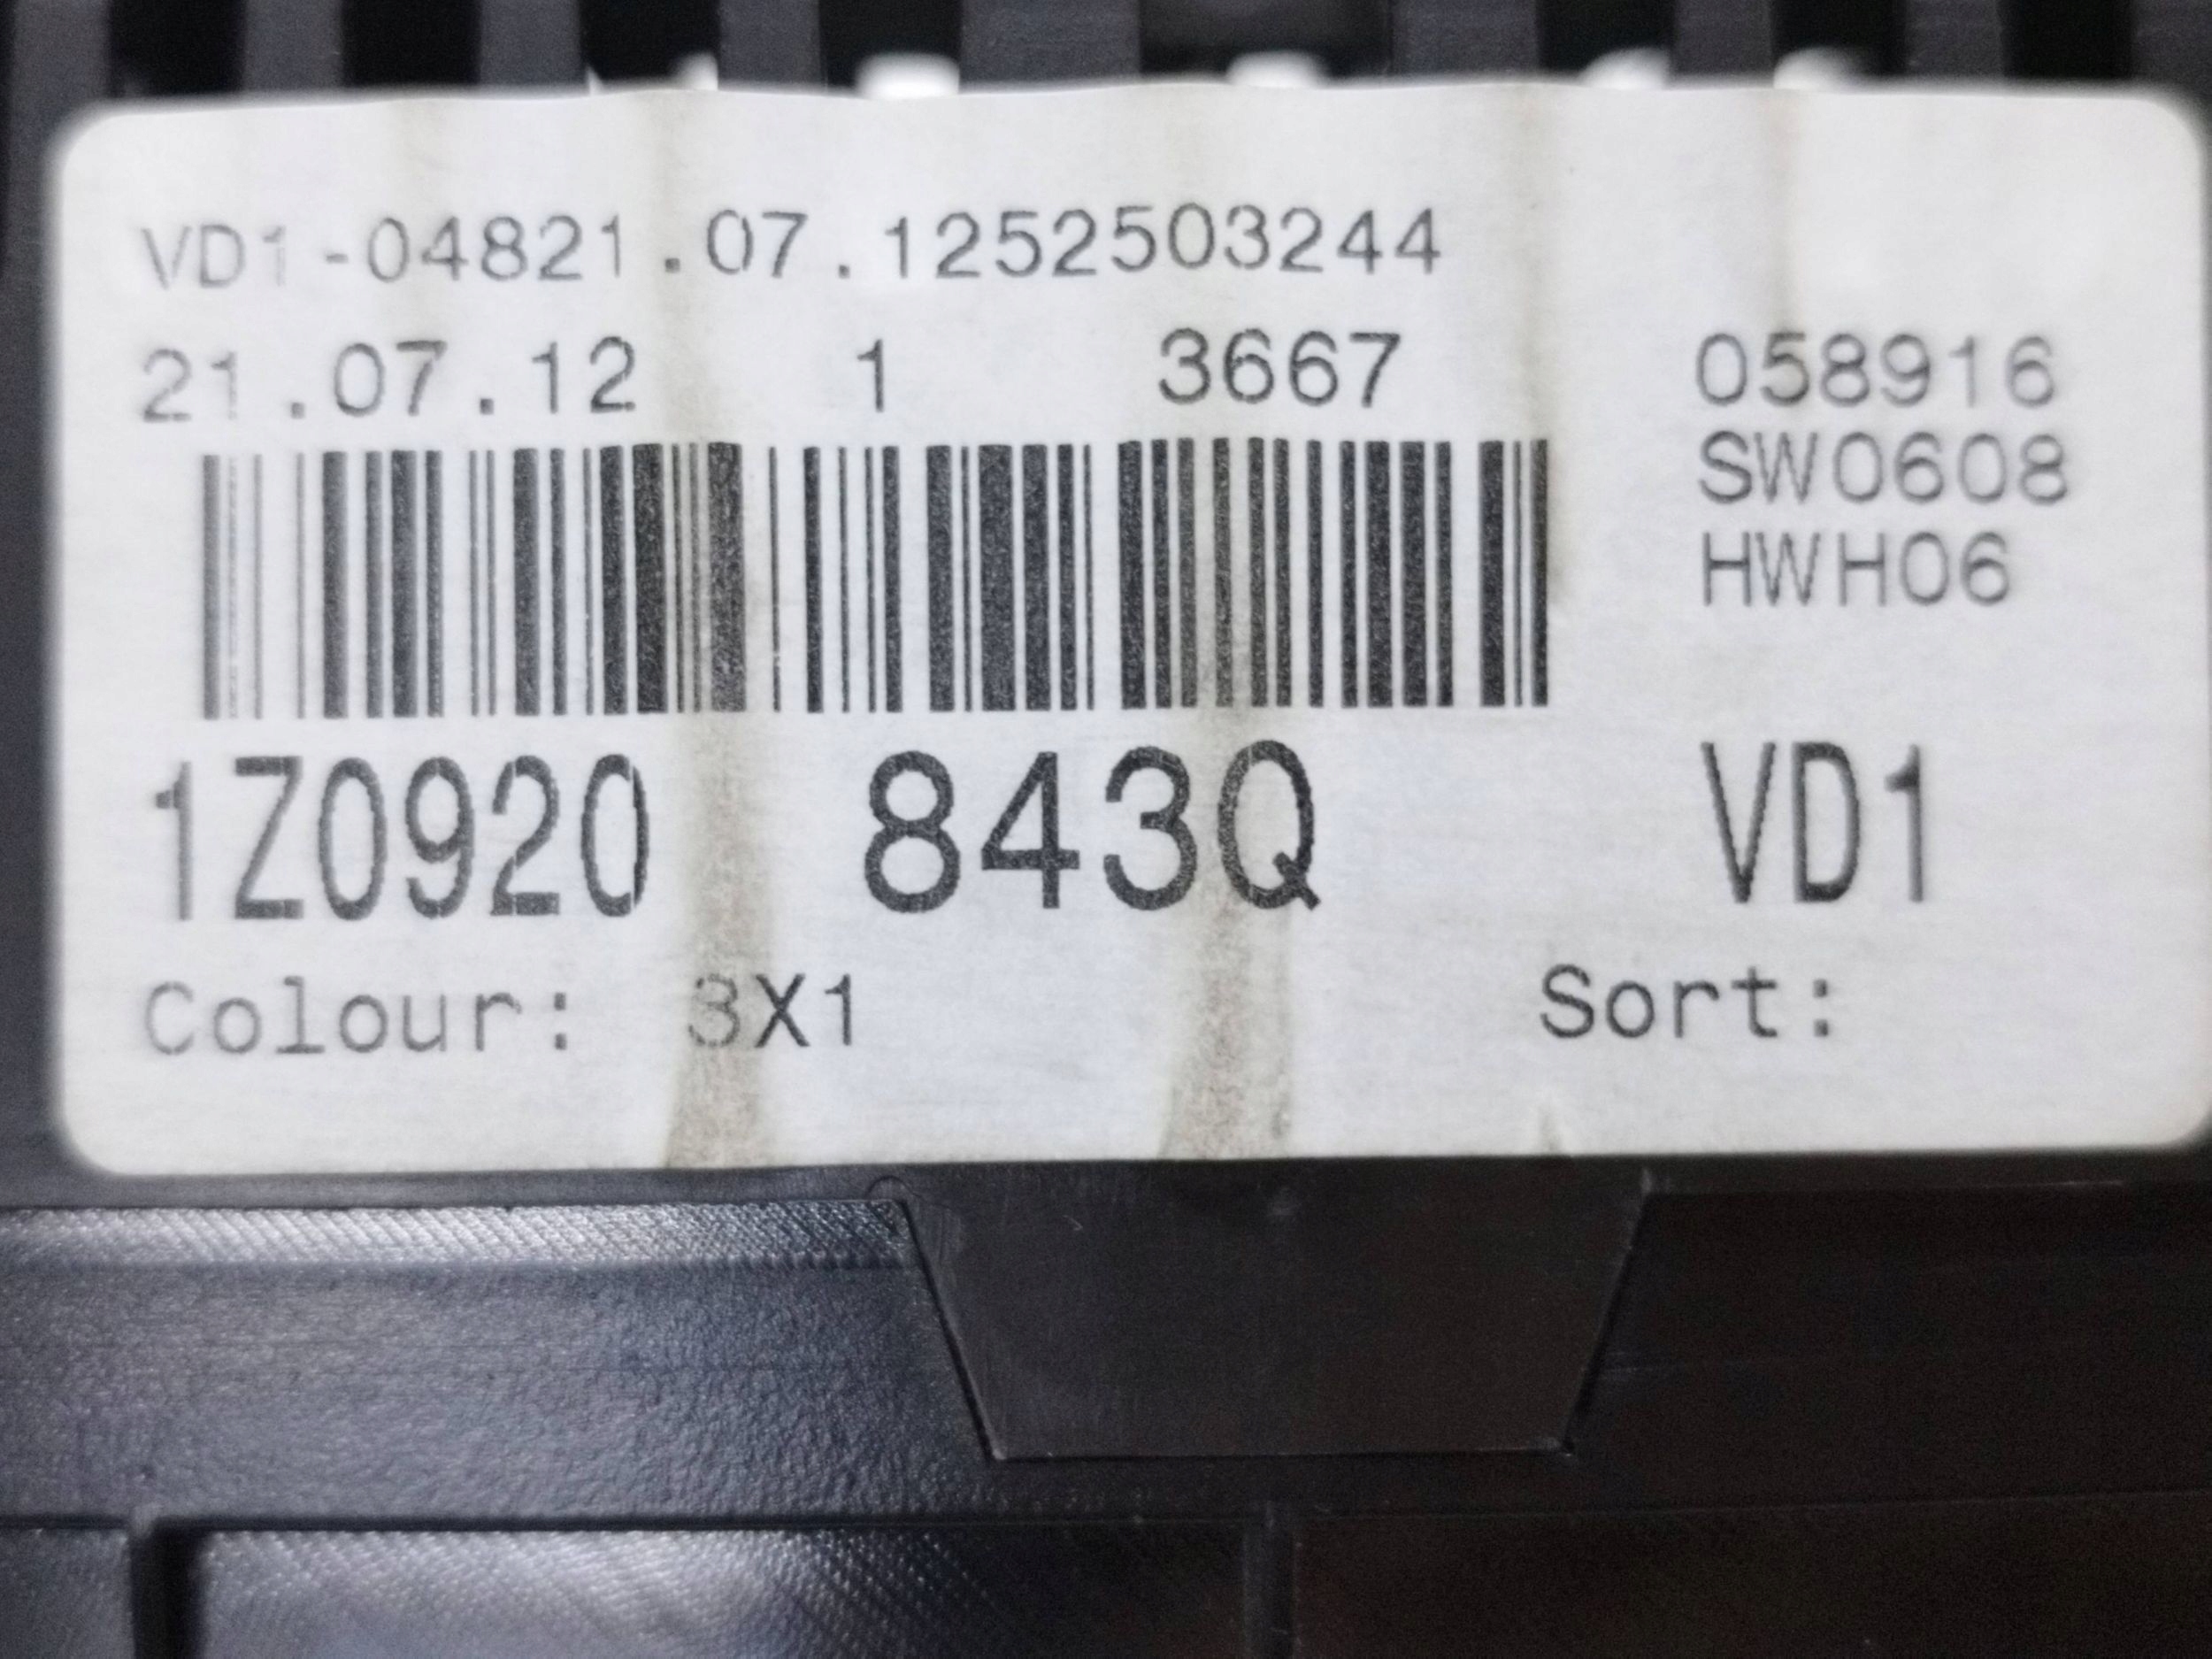 VD1-04821.07.1252503244
21.07.12 1 3667 058916
SW0608
HWH06
1Z0920 843Q VD1
Colour: 3X1 Sort: